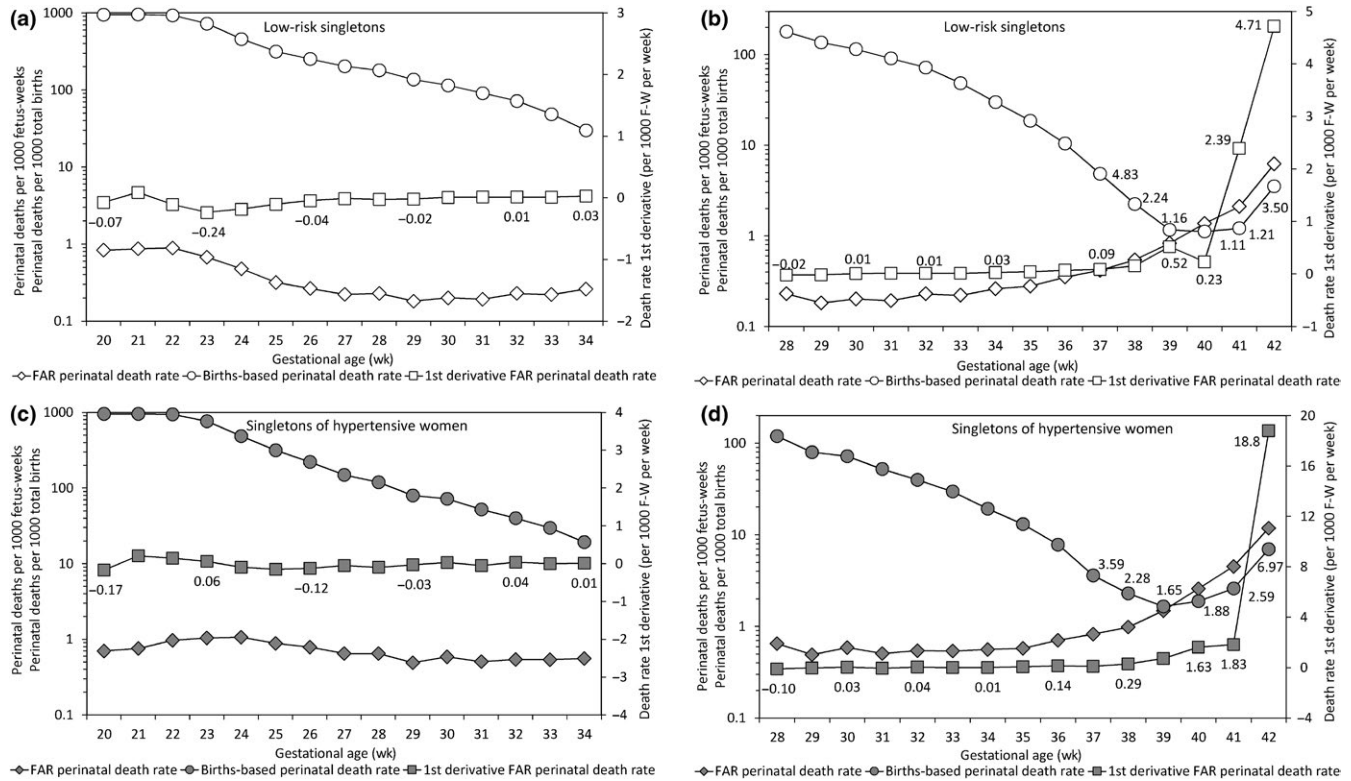 (a)
Low-risk singletons
Perinatal deaths per 1000 fetus-weeks
Perinatal deaths per 1000 total births
Death rate 1st derivative (per 1000 F-W per week)
1000
100
10
1
0.1
3
2
1
0
−1
−2
−0.07
−0.24
−0.04
−0.02
0.01
0.03
20 21 22 23 24 25 26 27 28 29 30 31 32 33 34
Gestational age (wk)
FAR perinatal death rate Births-based perinatal death rate 1st derivative FAR perinatal death rate
(b)
Low-risk singletons
Perinatal deaths per 1000 fetus-weeks
Perinatal deaths per 1000 total births
Death rate 1st derivative (per 1000 F-W per week)
100
10
1
0.1
5
4
3
2
1
0
−1
4.71
2.39
4.83
2.24
1.16
3.50
1.21
1.11
0.52
0.23
0.09
−0.02
0.01
0.01
0.03
28 29 30 31 32 33 34 35 36 37 38 39 40 41 42
Gestational age (wk)
FAR perinatal death rate Births-based perinatal death rate 1st derivative FAR perinatal death rate
(c)
Singletons of hypertensive women
Perinatal deaths per 1000 fetus-weeks
Perinatal deaths per 1000 total births
Death rate 1st derivative (per 1000 F-W per week)
1000
100
10
1
0.1
4
3
2
1
0
−1
−2
−3
−4
−0.17
0.06
−0.12
−0.03
0.04
0.01
20 21 22 23 24 25 26 27 28 29 30 31 32 33 34
Gestational age (wk)
FAR perinatal death rate Births-based perinatal death rate 1st derivative FAR perinatal death rate
(d)
Singletons of hypertensive women
Perinatal deaths per 1000 fetus-weeks
Perinatal deaths per 1000 total births
Death rate 1st derivative (per 1000 F-W per week)
100
10
1
0.1
20
16
12
8
4
0
−4
18.8
3.59
2.28
1.65
6.97
2.59
1.88
1.63
1.83
−0.10
0.03
0.04
0.01
0.14
0.29
28 29 30 31 32 33 34 35 36 37 38 39 40 41 42
Gestational age (wk)
FAR perinatal death rate Births-based perinatal death rate 1st derivative FAR perinatal death rate